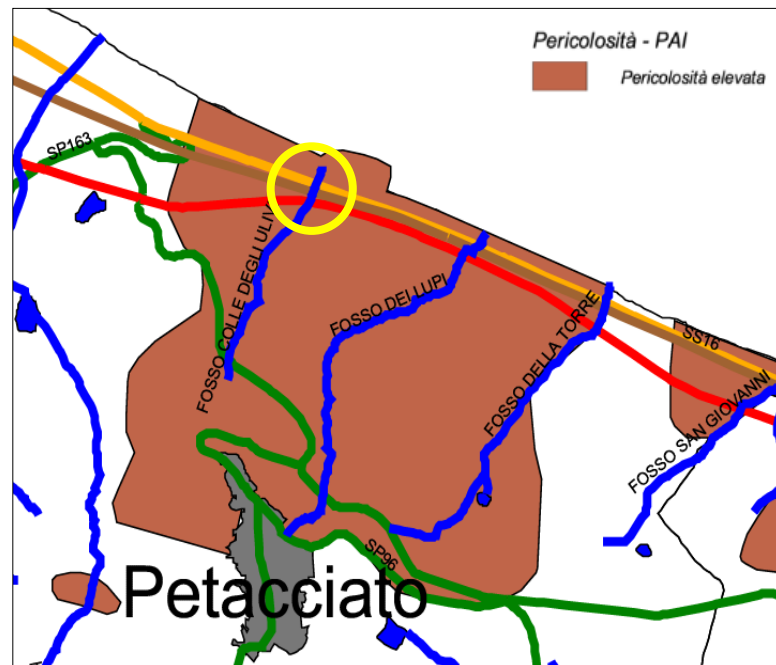 Pericolosità - PAI
Pericolosità elevata
SP163
FOSSO COLLE DEGLI ULIVI
FOSSO DEI LUPI
FOSSO DELLA TORRE
SS16
FOSSO SAN GIOVANNI
SP96
Petacciato